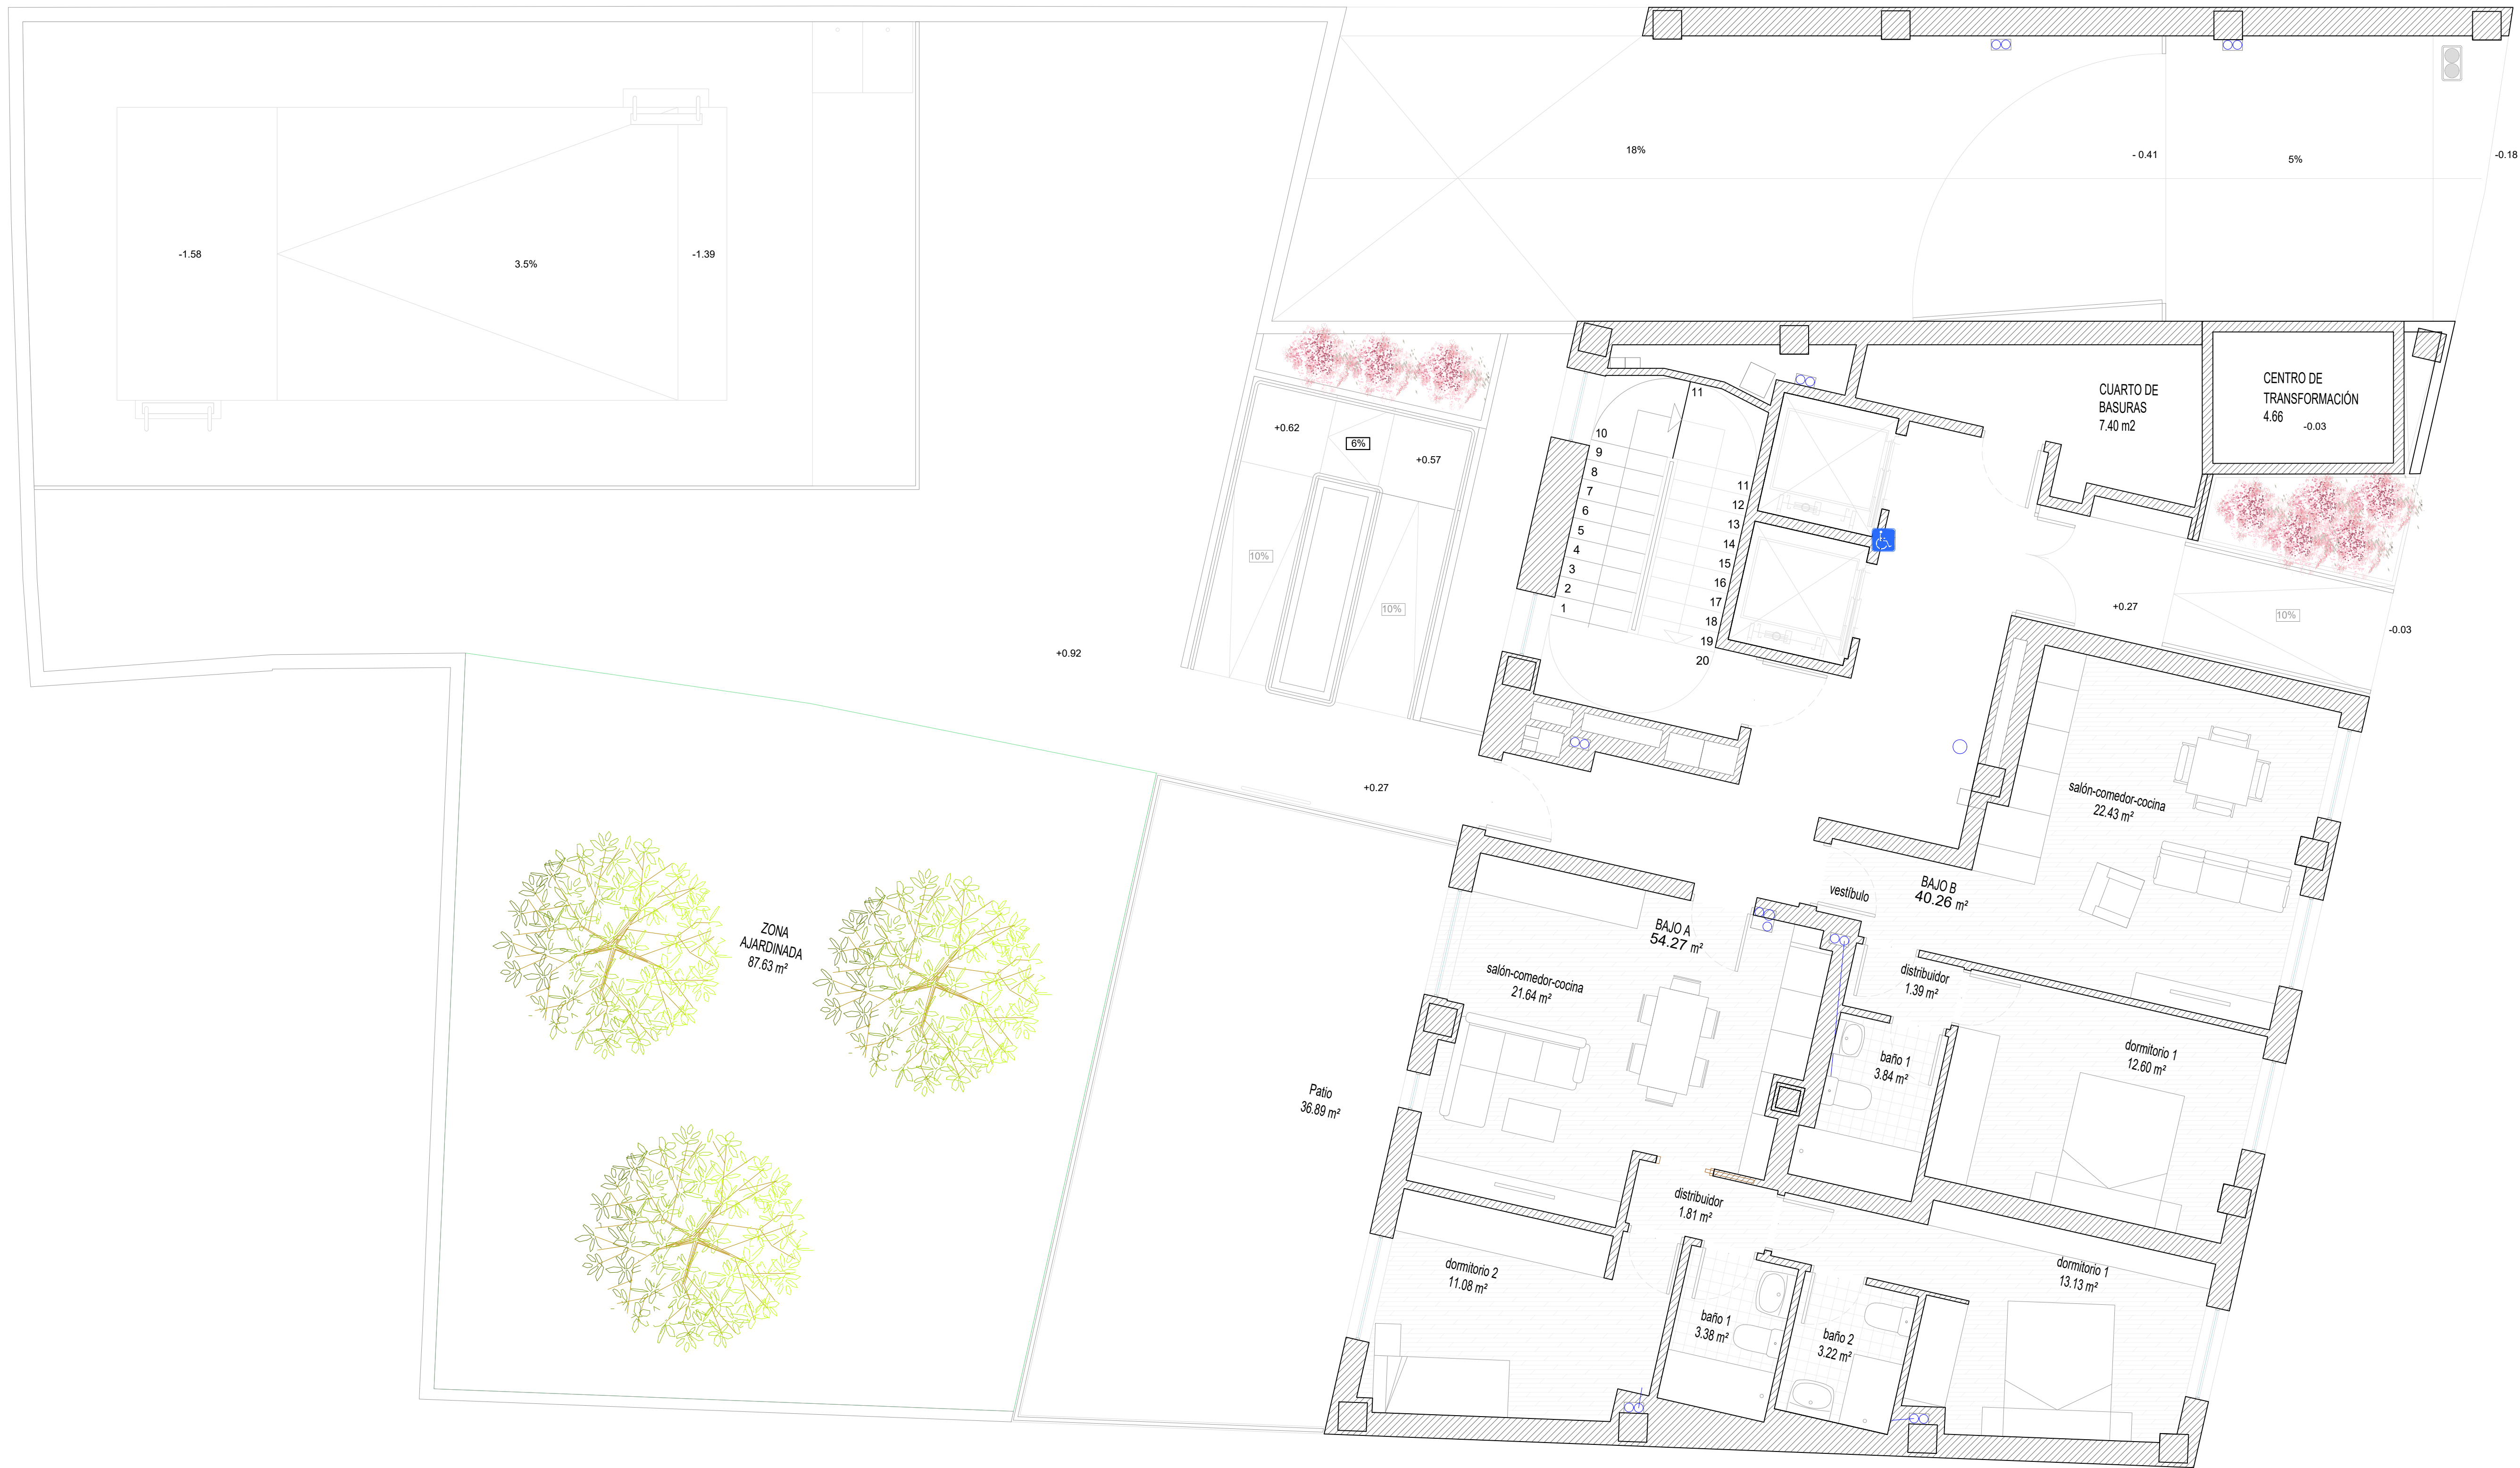 18%
- 0.41
5%
-0.18
-1.58
3.5%
-1.39
CUARTO DE
BASURAS
7.40 m2
CENTRO DE
TRANSFORMACIÓN
4.66
-0.03
+0.62
6%
+0.57
10%
10%
11
10
9
8
7
6
5
4
3
2
1
11
12
13
14
15
16
17
18
19
20
+0.27
10%
-0.03
+0.92
+0.27
salón-comedor-cocina
22.43 m²
vestíbulo
BAJO B
40.26 m²
ZONA
AJARDINADA
87.63 m²
BAJO A
54.27 m²
salón-comedor-cocina
21.64 m²
distribuidor
1.39 m²
baño 1
3.84 m²
dormitorio 1
12.60 m²
Patio
36.89 m²
distribuidor
1.81 m²
dormitorio 2
11.08 m²
dormitorio 1
13.13 m²
baño 1
3.38 m²
baño 2
3.22 m²